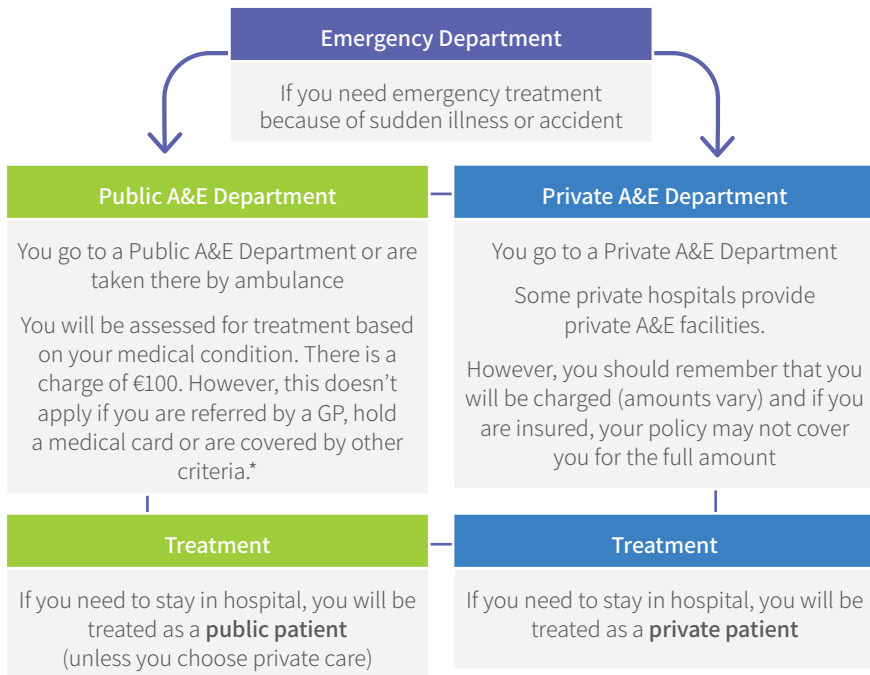 Emergency Department
If you need emergency treatment
because of sudden illness or accident
Public A&E Department
You go to a Public A&E Department or are
taken there by ambulance
You will be assessed for treatment based
on your medical condition. There is a
charge of €100. However, this doesn’t
apply if you are referred by a GP, hold
a medical card or are covered by other
criteria.*
Private A&E Department
You go to a Private A&E Department
Some private hospitals provide
private A&E facilities.
However, you should remember that you
will be charged (amounts vary) and if you
are insured, your policy may not cover
you for the full amount
Treatment
If you need to stay in hospital, you will be
treated as a public patient
(unless you choose private care)
Treatment
If you need to stay in hospital, you will be
treated as a private patient